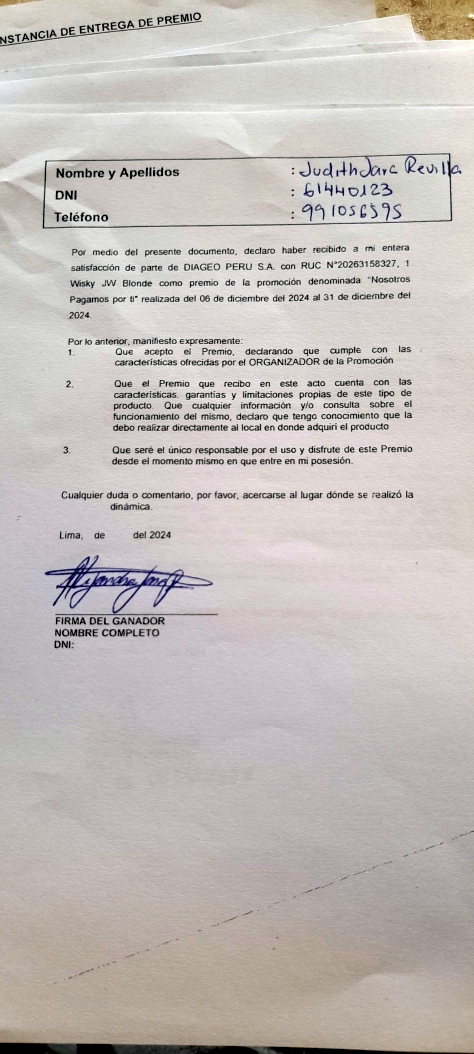 NSTANCIA DE ENTREGA DE PREMIO
Nombre y Apellidos : Judith Jara Revilla
DNI : 61440123
Teléfono : 991056595
Por medio del presente documento, declaro haber recibido a mi entera
satisfacción de parte de DIAGEO PERU S.A. con RUC N°20263158327, 1
Wisky JW Blonde como premio de la promoción denominada "Nosotros
Pagamos por ti" realizada del 06 de diciembre del 2024 al 31 de diciembre del
2024.
Por lo anterior, manifiesto expresamente:
1. Que acepto el Premio, declarando que cumple con las
características ofrecidas por el ORGANIZADOR de la Promoción
2. Que el Premio que recibo en este acto cuenta con las
características, garantías y limitaciones propias de este tipo de
producto. Que cualquier información y/o consulta sobre el
funcionamiento del mismo, declaro que tengo conocimiento que la
debo realizar directamente al local en donde adquirí el producto
3. Que seré el único responsable por el uso y disfrute de este Premio
desde el momento mismo en que entre en mi posesión.
Cualquier duda o comentario, por favor, acercarse al lugar dónde se realizó la
dinámica.
Lima, de del 2024
Alejandra Jara
FIRMA DEL GANADOR
NOMBRE COMPLETO
DNI: